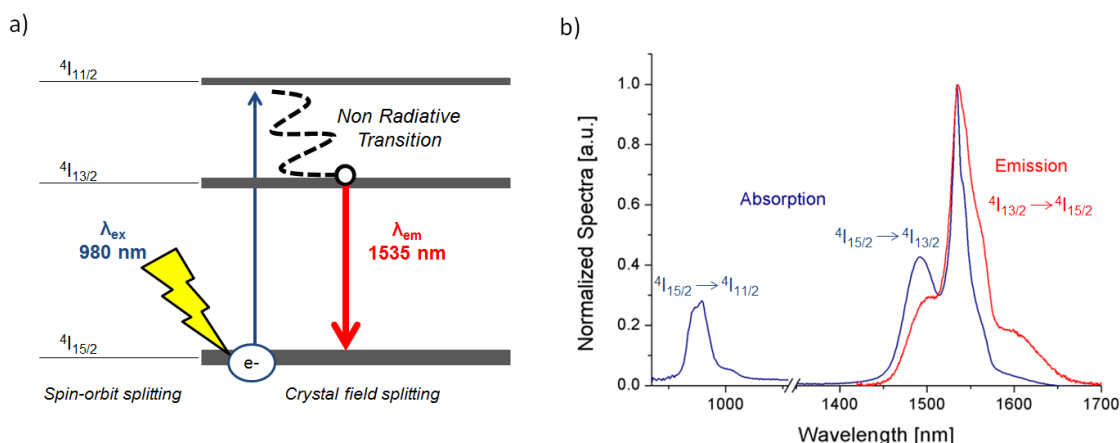 a)
⁴I₁₁/₂
Non Radiative
Transition
⁴I₁₃/₂
λₑₓ
980 nm
λₑₘ
1535 nm
⁴I₁₅/₂
e-
Spin-orbit splitting
Crystal field splitting
b)
Normalized Spectra [a.u.]
1.0
0.8
0.6
0.4
0.2
0.0
Absorption
Emission
⁴I₁₃/₂ → ⁴I₁₅/₂
⁴I₁₅/₂ → ⁴I₁₃/₂
⁴I₁₅/₂ → ⁴I₁₁/₂
1000
1400
1500
1600
1700
Wavelength [nm]